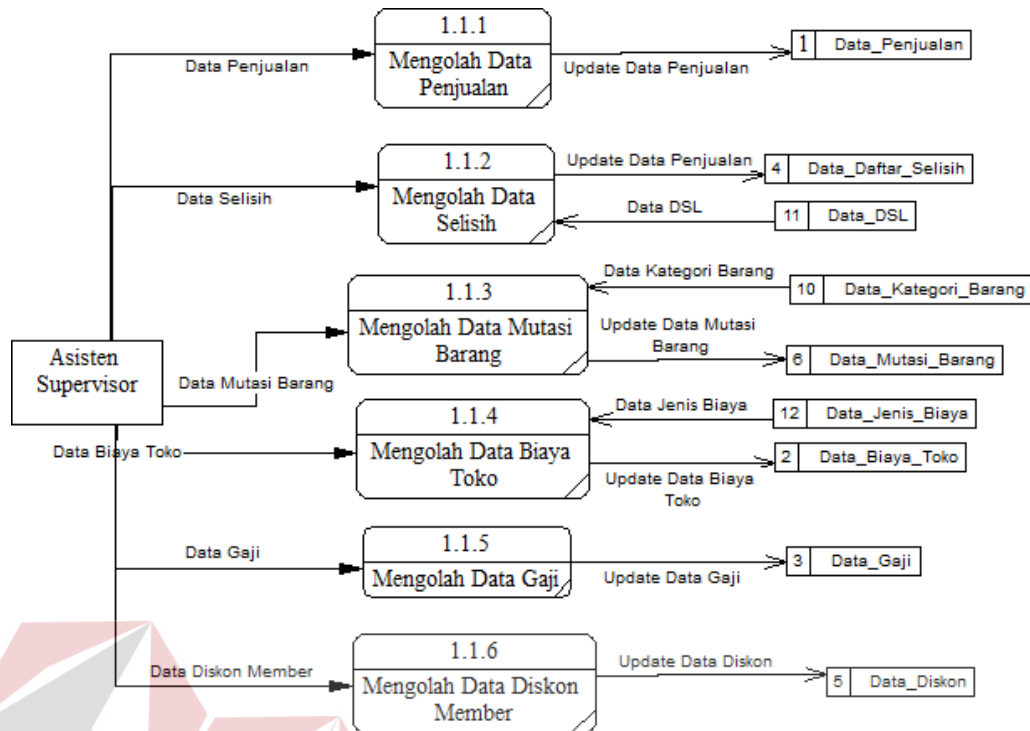 1.1.1
Mengolah Data
Penjualan
Data Penjualan
Update Data Penjualan
1 Data_Penjualan
1.1.2
Mengolah Data
Selisih
Data Selisih
Update Data Penjualan
4 Data_Daftar_Selisih
Data DSL
11 Data_DSL
1.1.3
Mengolah Data Mutasi
Barang
Data Kategori Barang
10 Data_Kategori_Barang
Update Data Mutasi
Barang
6 Data_Mutasi_Barang
Asisten
Supervisor
Data Mutasi Barang
1.1.4
Mengolah Data Biaya
Toko
Data Jenis Biaya
12 Data_Jenis_Biaya
Data Biaya Toko
2 Data_Biaya_Toko
Update Data Biaya
Toko
1.1.5
Mengolah Data Gaji
Data Gaji
Update Data Gaji
3 Data_Gaji
1.1.6
Mengolah Data Diskon
Member
Data Diskon Member
Update Data Diskon
5 Data_Diskon